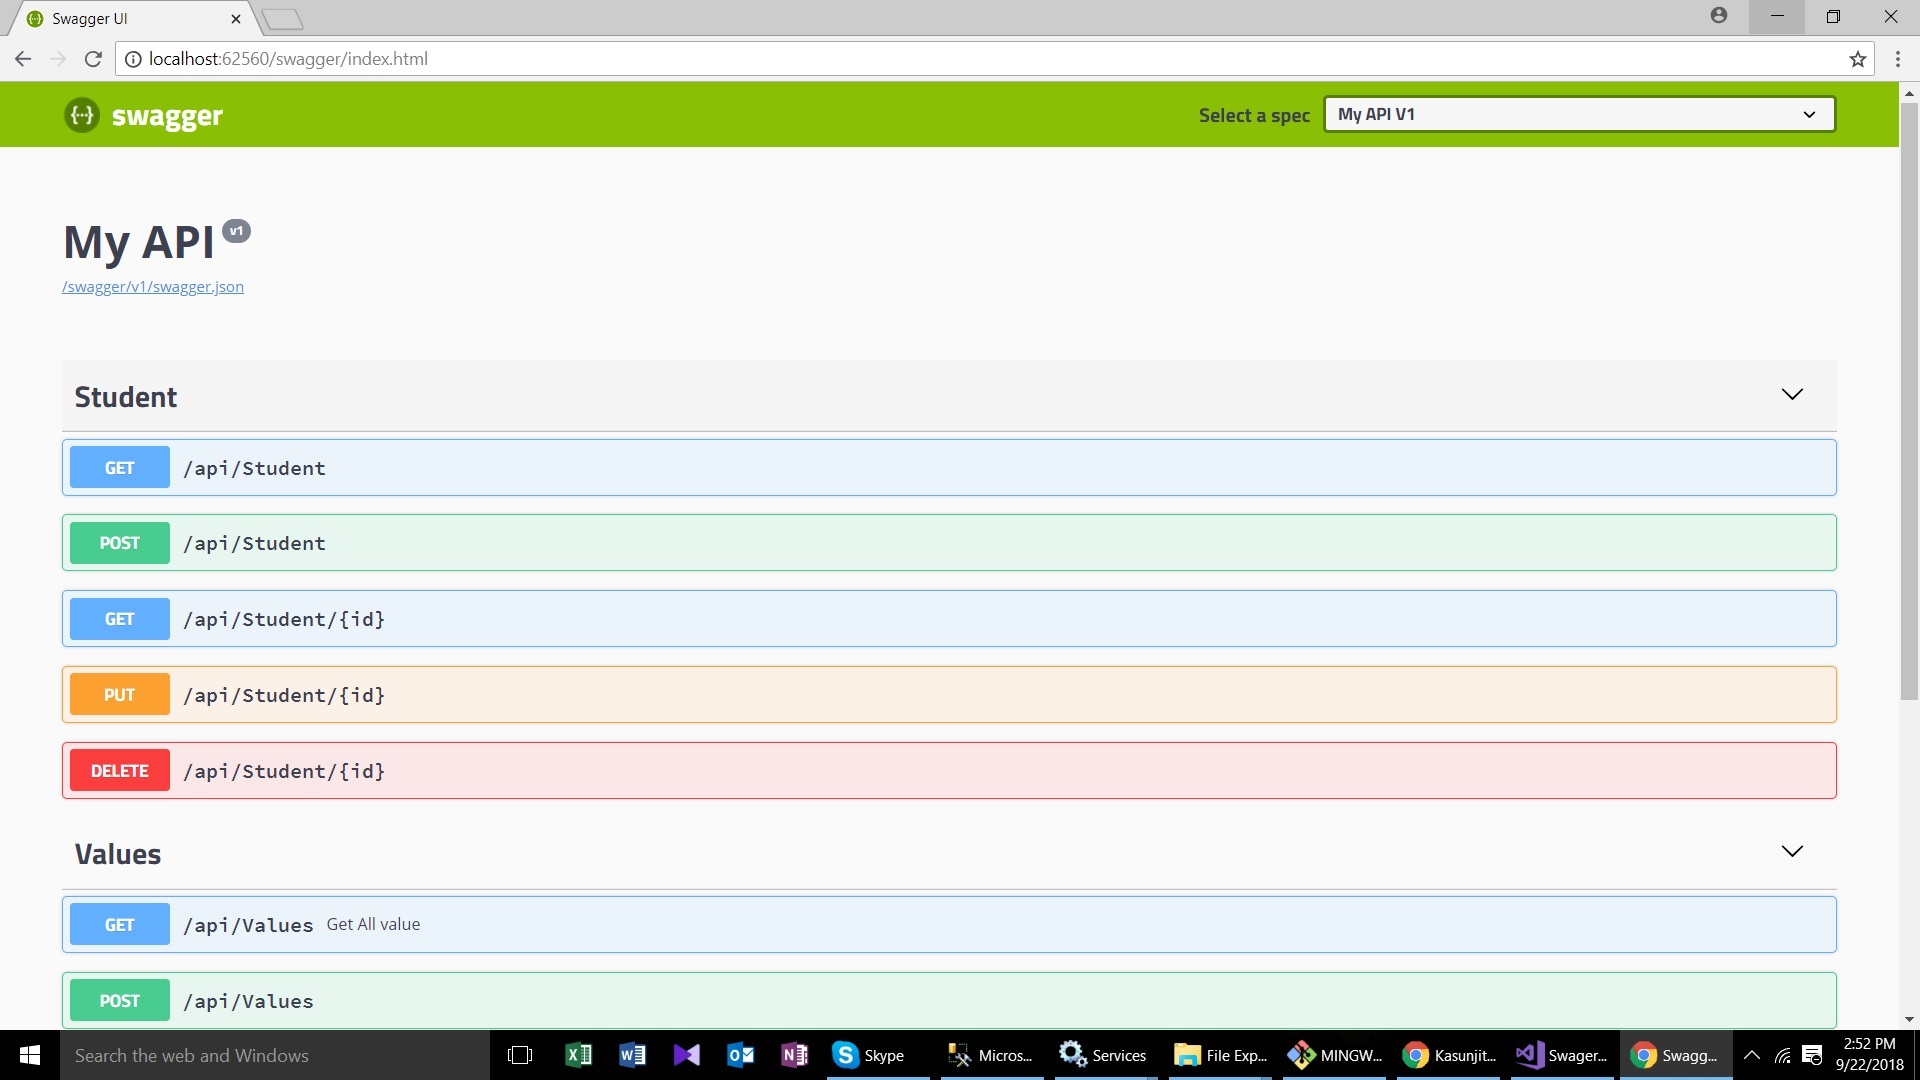 Swagger UI
localhost:62560/swagger/index.html
{···} swagger
Select a spec
My API V1
My API v1
/swagger/v1/swagger.json
Student
GET /api/Student
POST /api/Student
GET /api/Student/{id}
PUT /api/Student/{id}
DELETE /api/Student/{id}
Values
GET /api/Values Get All value
POST /api/Values
Search the web and Windows
Skype
Micros...
Services
File Exp...
MINGW...
Kasunjit...
Swager...
Swagg...
2:52 PM
9/22/2018